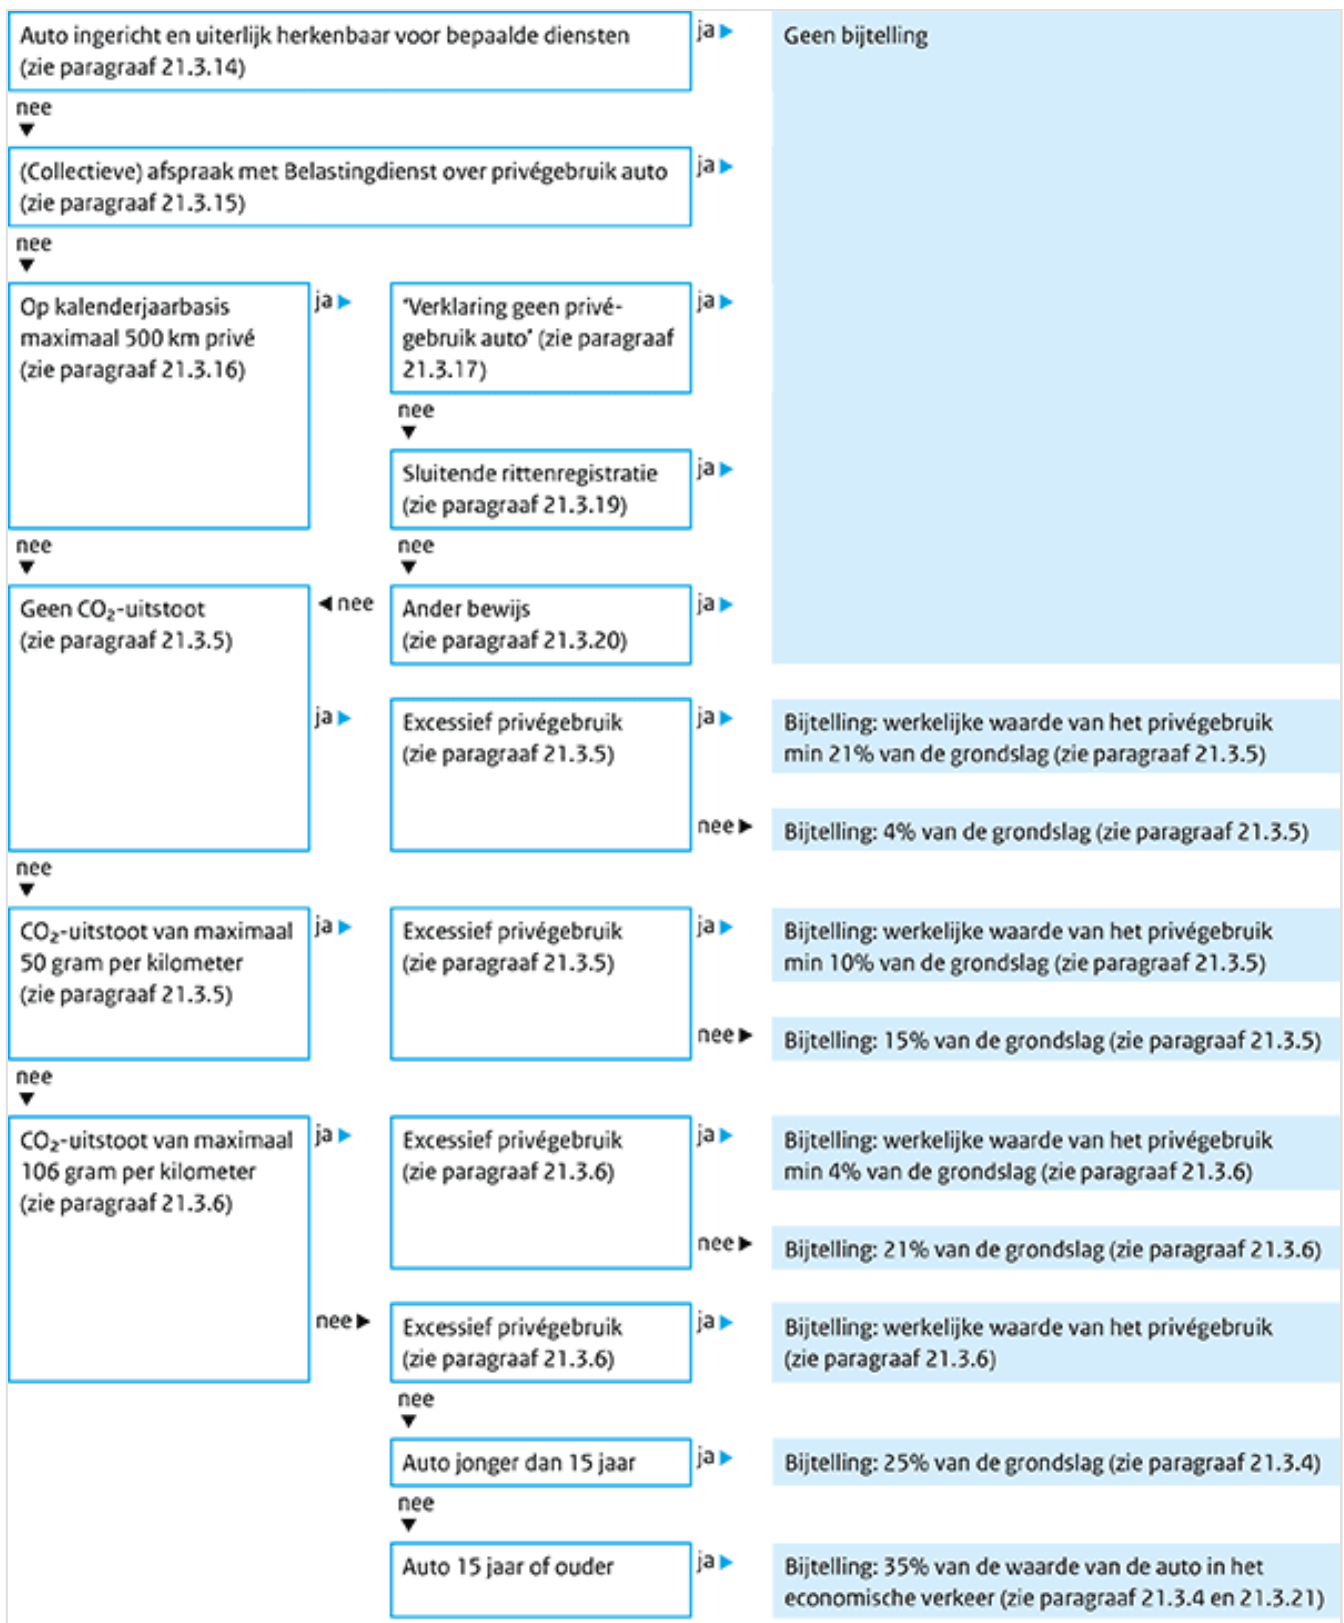 Auto ingericht en uiterlijk herkenbaar voor bepaalde diensten
(zie paragraaf 21.3.14)
ja
Geen bijtelling
nee
(Collectieve) afspraak met Belastingdienst over privégebruik auto
(zie paragraaf 21.3.15)
ja
nee
Op kalenderjaarbasis
maximaal 500 km privé
(zie paragraaf 21.3.16)
ja
'Verklaring geen privé-
gebruik auto' (zie paragraaf
21.3.17)
ja
nee
Sluitende rittenregistratie
(zie paragraaf 21.3.19)
ja
nee
nee
Geen CO₂-uitstoot
(zie paragraaf 21.3.5)
nee
Ander bewijs
(zie paragraaf 21.3.20)
ja
ja
Excessief privégebruik
(zie paragraaf 21.3.5)
ja
Bijtelling: werkelijke waarde van het privégebruik
min 21% van de grondslag (zie paragraaf 21.3.5)
nee
Bijtelling: 4% van de grondslag (zie paragraaf 21.3.5)
nee
CO₂-uitstoot van maximaal
50 gram per kilometer
(zie paragraaf 21.3.5)
ja
Excessief privégebruik
(zie paragraaf 21.3.5)
ja
Bijtelling: werkelijke waarde van het privégebruik
min 10% van de grondslag (zie paragraaf 21.3.5)
nee
Bijtelling: 15% van de grondslag (zie paragraaf 21.3.5)
nee
CO₂-uitstoot van maximaal
106 gram per kilometer
(zie paragraaf 21.3.6)
ja
Excessief privégebruik
(zie paragraaf 21.3.6)
ja
Bijtelling: werkelijke waarde van het privégebruik
min 4% van de grondslag (zie paragraaf 21.3.6)
nee
Bijtelling: 21% van de grondslag (zie paragraaf 21.3.6)
nee
Excessief privégebruik
(zie paragraaf 21.3.6)
ja
Bijtelling: werkelijke waarde van het privégebruik
(zie paragraaf 21.3.6)
nee
Auto jonger dan 15 jaar
ja
Bijtelling: 25% van de grondslag (zie paragraaf 21.3.4)
nee
Auto 15 jaar of ouder
ja
Bijtelling: 35% van de waarde van de auto in het
economische verkeer (zie paragraaf 21.3.4 en 21.3.21)